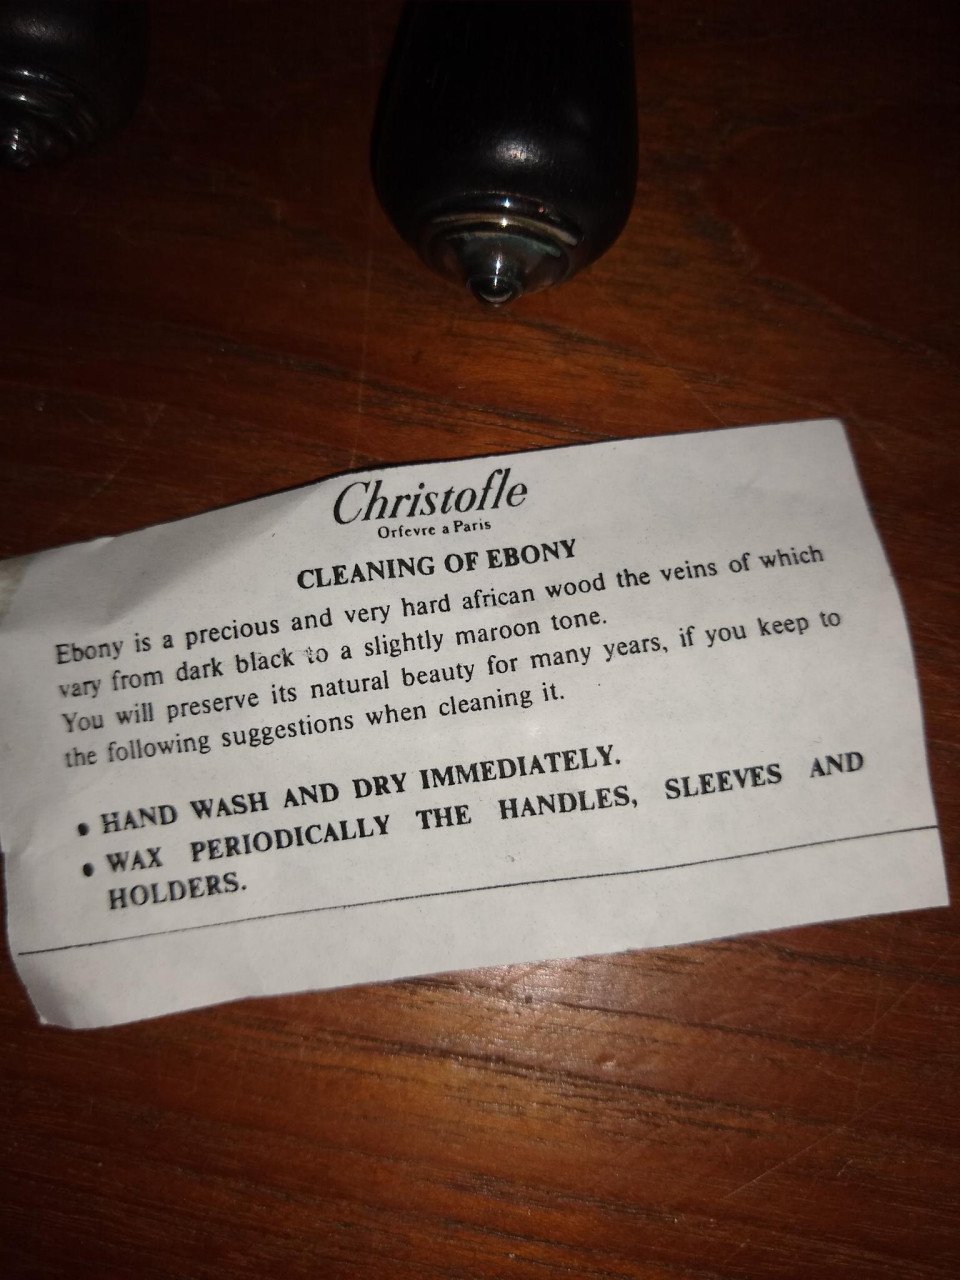 Christofle
Orfevre a Paris
CLEANING OF EBONY
Ebony is a precious and very hard african wood the veins of which
vary from dark black to a slightly maroon tone.
You will preserve its natural beauty for many years, if you keep to
the following suggestions when cleaning it.
• HAND WASH AND DRY IMMEDIATELY.
• WAX PERIODICALLY THE HANDLES, SLEEVES AND
HOLDERS.